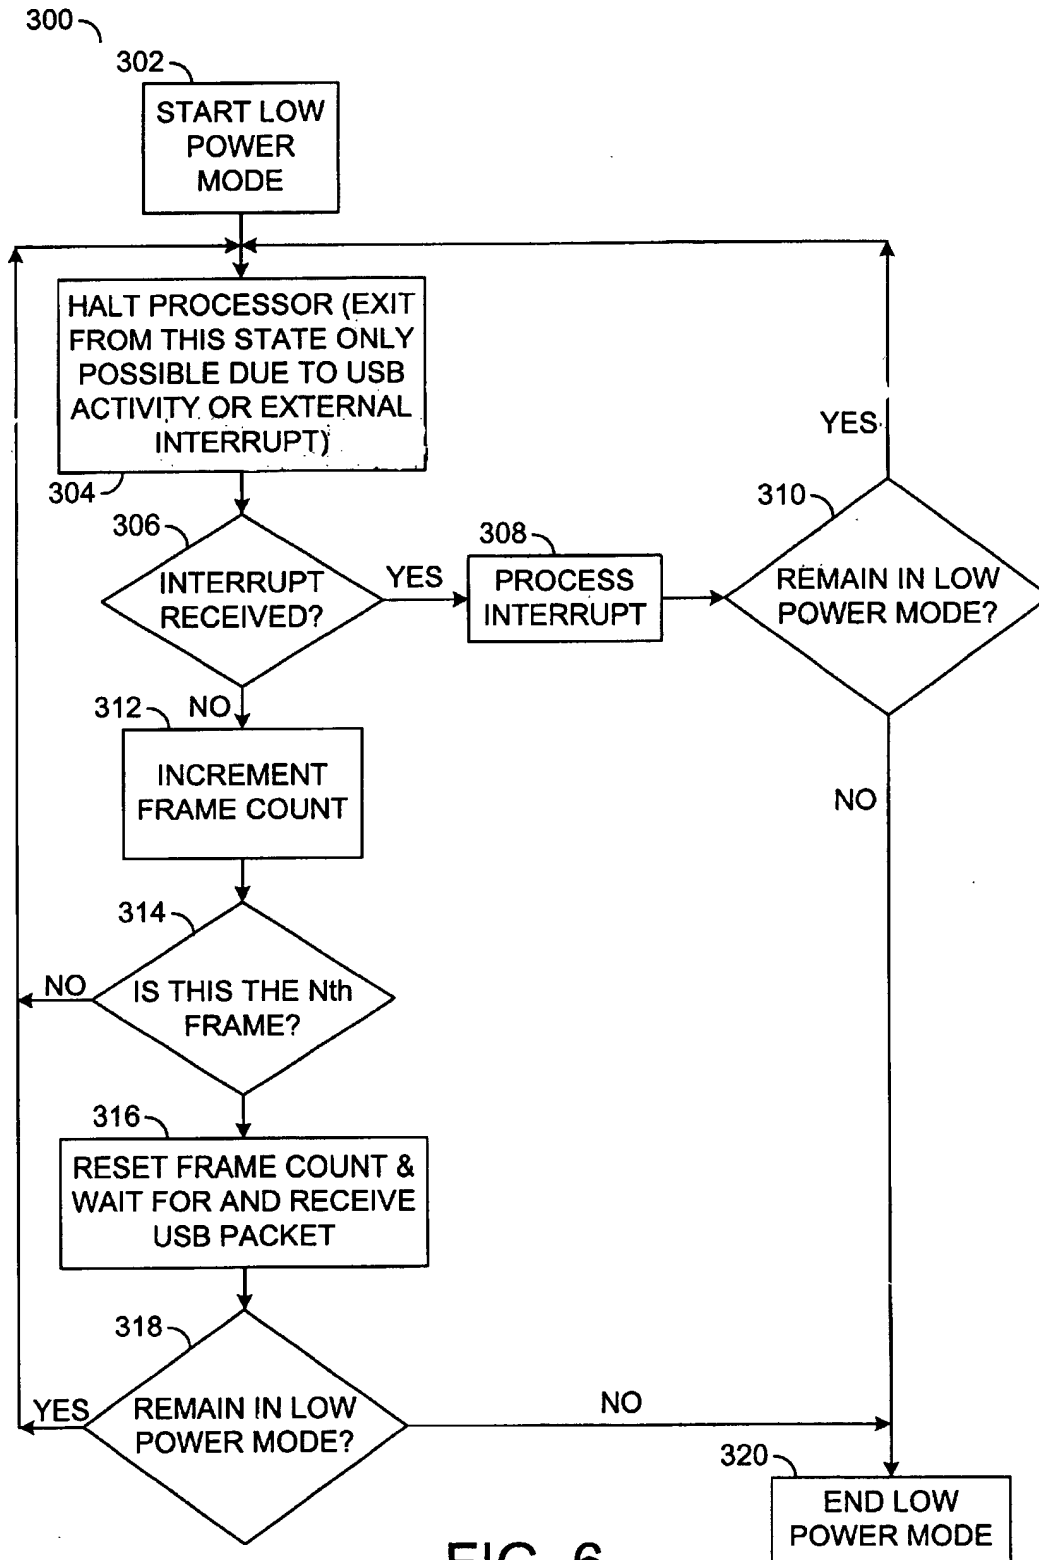 300
302
START LOW
POWER
MODE
HALT PROCESSOR (EXIT
FROM THIS STATE ONLY
POSSIBLE DUE TO USB
ACTIVITY OR EXTERNAL
INTERRUPT)
304
306
INTERRUPT
RECEIVED?
YES
308
PROCESS
INTERRUPT
310
REMAIN IN LOW
POWER MODE?
YES
NO
NO
312
INCREMENT
FRAME COUNT
314
IS THIS THE Nth
FRAME?
NO
316
RESET FRAME COUNT &
WAIT FOR AND RECEIVE
USB PACKET
318
REMAIN IN LOW
POWER MODE?
YES
NO
320
END LOW
POWER MODE
FIG. 6